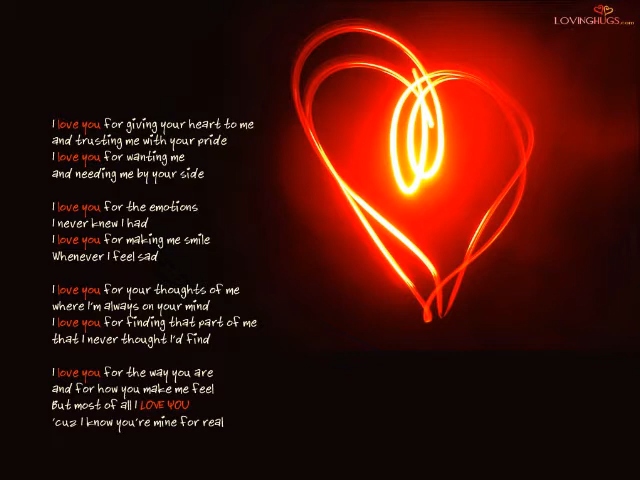 LOVINGHUGS.com
I love you for giving your heart to me
and trusting me with your pride
I love you for wanting me
and needing me by your side
I love you for the emotions
I never knew I had
I love you for making me smile
Whenever I feel sad
I love you for your thoughts of me
where I'm always on your mind
I love you for finding that part of me
that I never thought I'd find
I love you for the way you are
and for how you make me feel
But most of all I LOVE YOU
'cuz I know you're mine for real